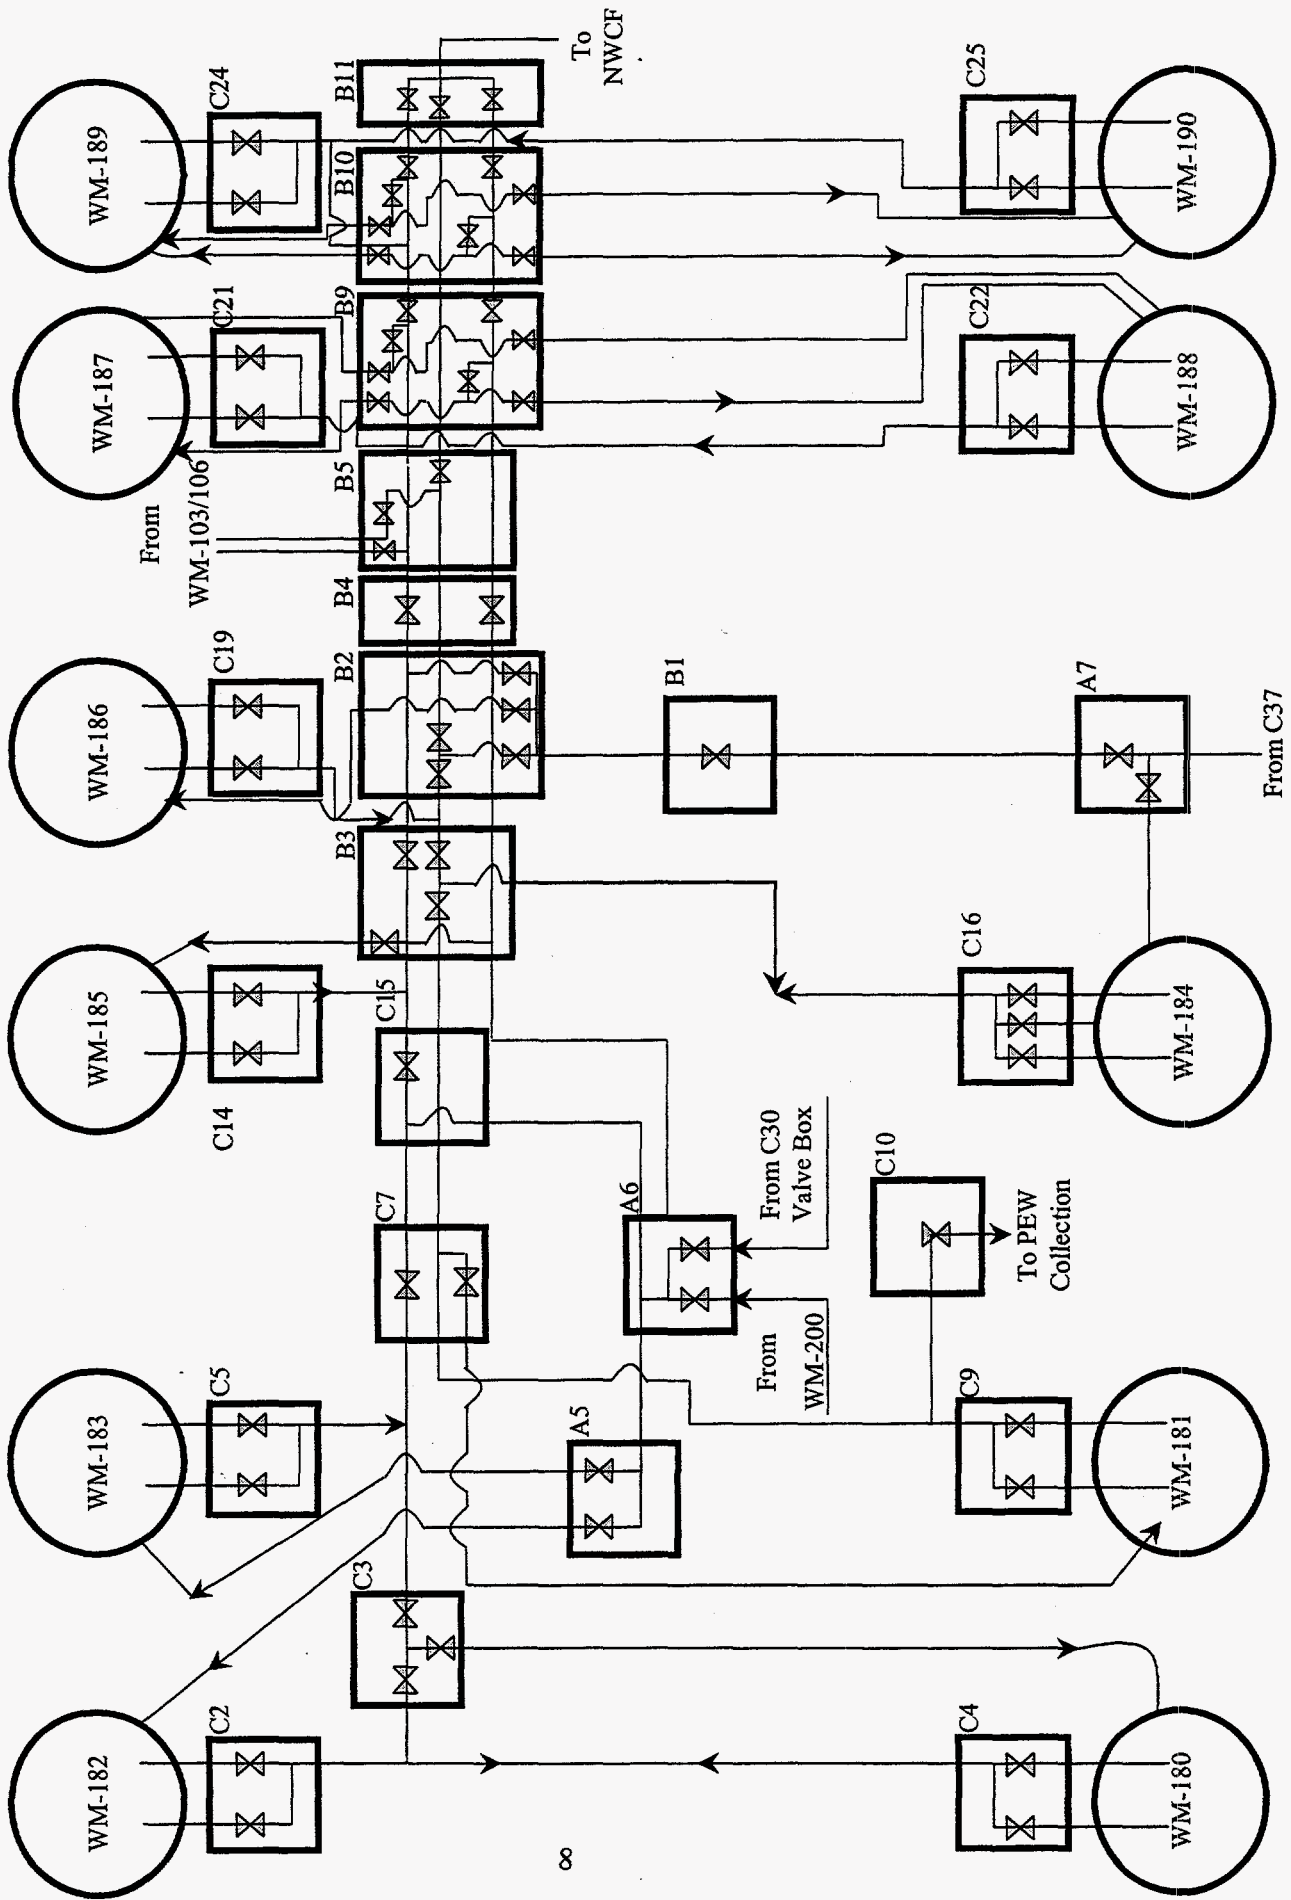 WM-182
WM-183
WM-185
WM-186
WM-187
WM-189
C2
C5
C14
C19
From
WM-103/106
C21
C24
C3
C7
C15
B3
B2
B4
B5
B9
B10
B11
To
NWCF
A5
A6
B1
From
WM-200
From C30
Valve Box
C10
To PEW
Collection
C4
C9
C16
A7
From C37
C22
C25
WM-180
WM-181
WM-184
WM-188
WM-190
8